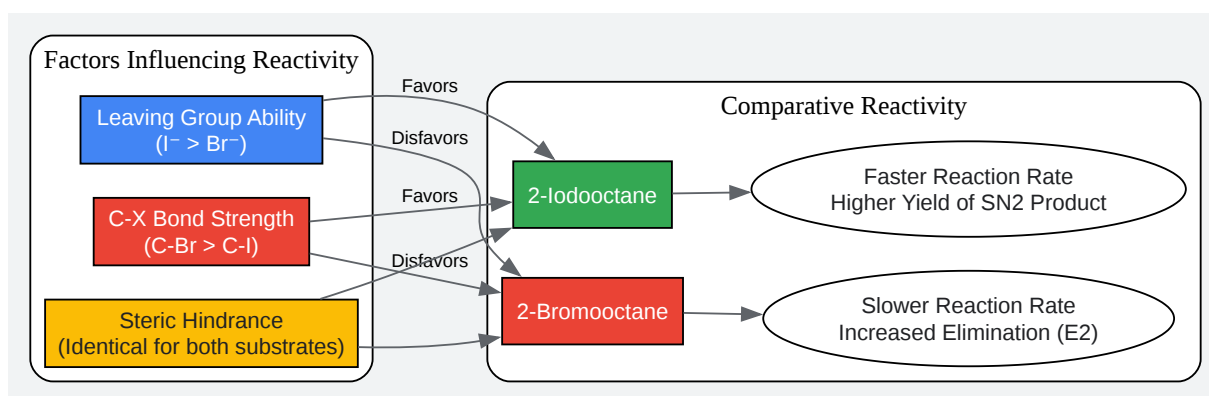 Factors Influencing Reactivity
Leaving Group Ability
(I⁻ > Br⁻)
C-X Bond Strength
(C-Br > C-I)
Steric Hindrance
(Identical for both substrates)
Favors
Disfavors
Favors
Disfavors
Comparative Reactivity
2-Iodooctane
2-Bromooctane
Faster Reaction Rate
Higher Yield of SN2 Product
Slower Reaction Rate
Increased Elimination (E2)